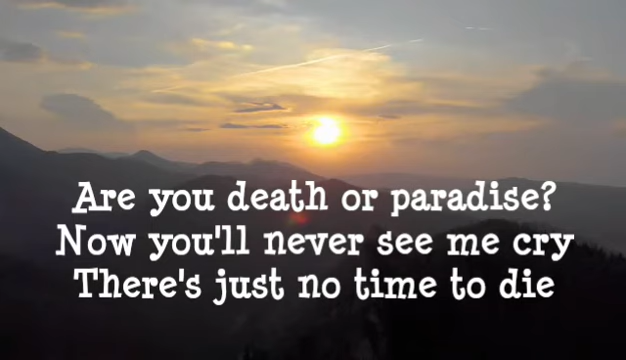 Are you death or paradise?
Now you'll never see me cry
There's just no time to die